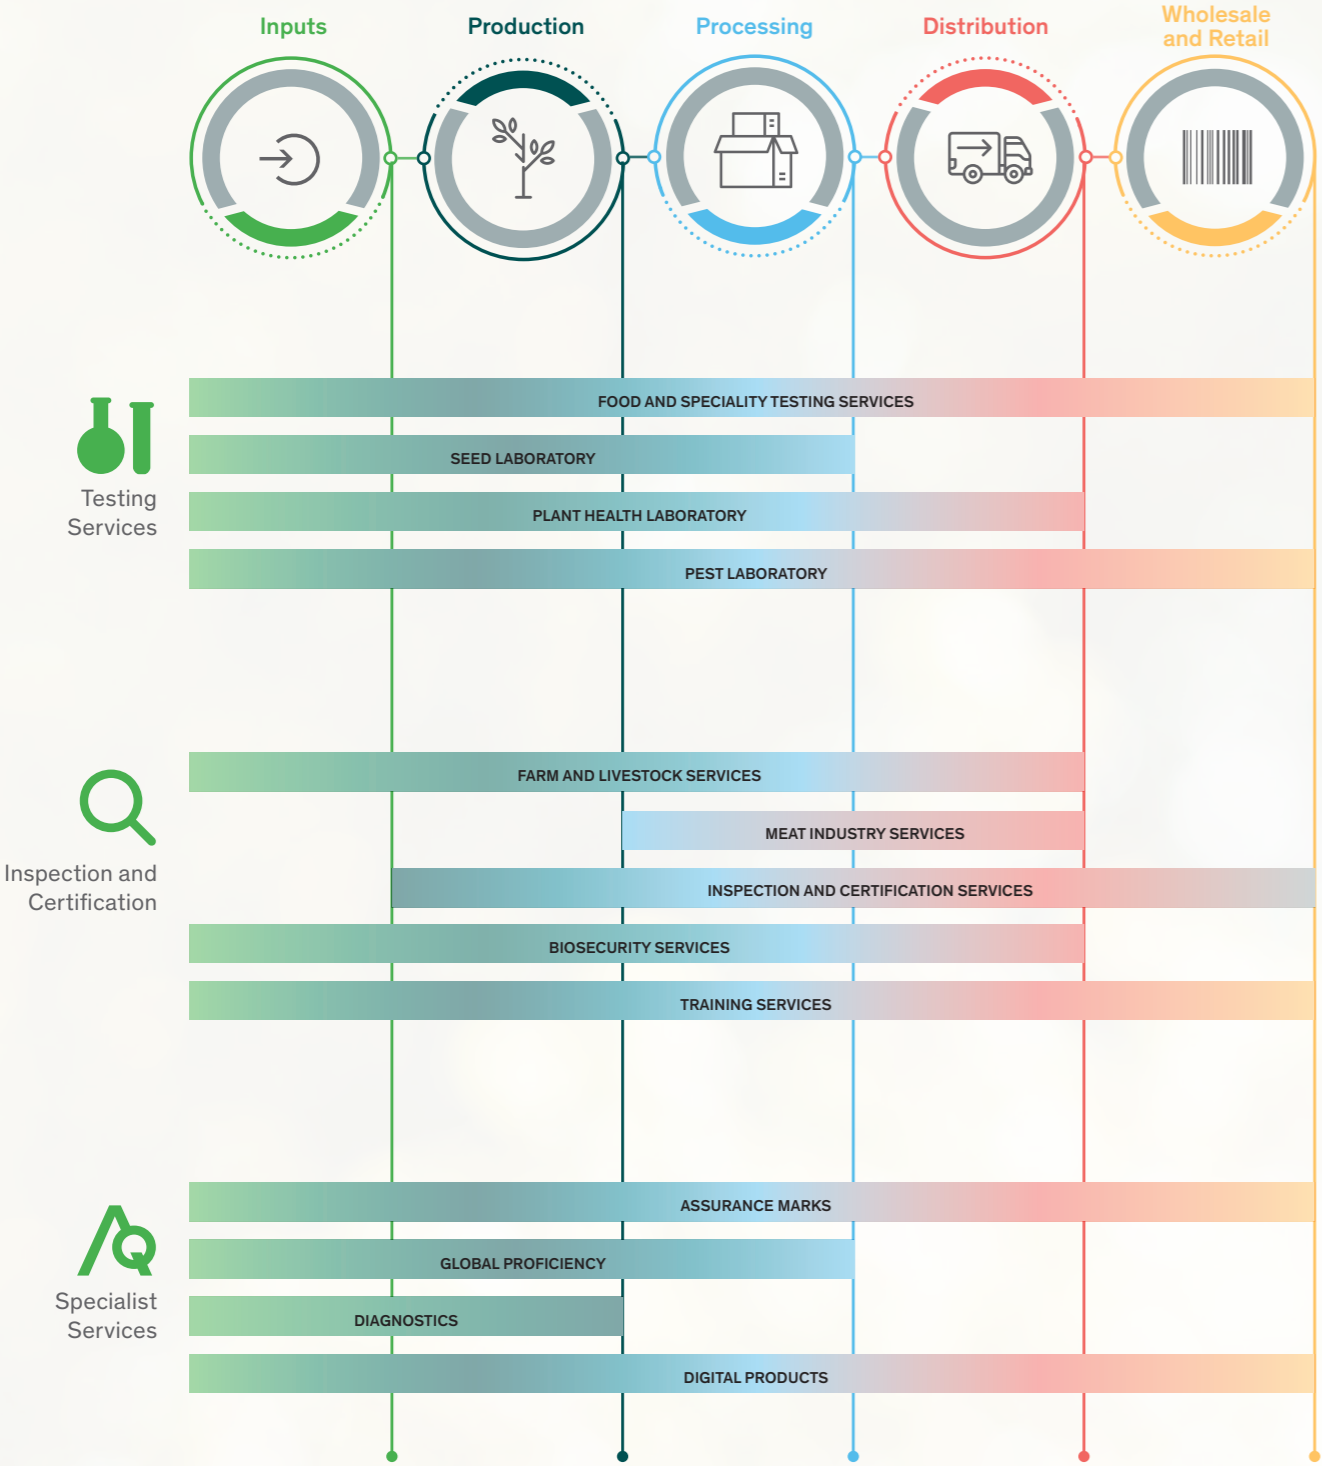 Inputs
Production
Processing
Distribution
Wholesale
and Retail
FOOD AND SPECIALITY TESTING SERVICES
SEED LABORATORY
Testing
Services
PLANT HEALTH LABORATORY
PEST LABORATORY
FARM AND LIVESTOCK SERVICES
MEAT INDUSTRY SERVICES
Inspection and
Certification
INSPECTION AND CERTIFICATION SERVICES
BIOSECURITY SERVICES
TRAINING SERVICES
ASSURANCE MARKS
GLOBAL PROFICIENCY
Specialist
Services
DIAGNOSTICS
DIGITAL PRODUCTS